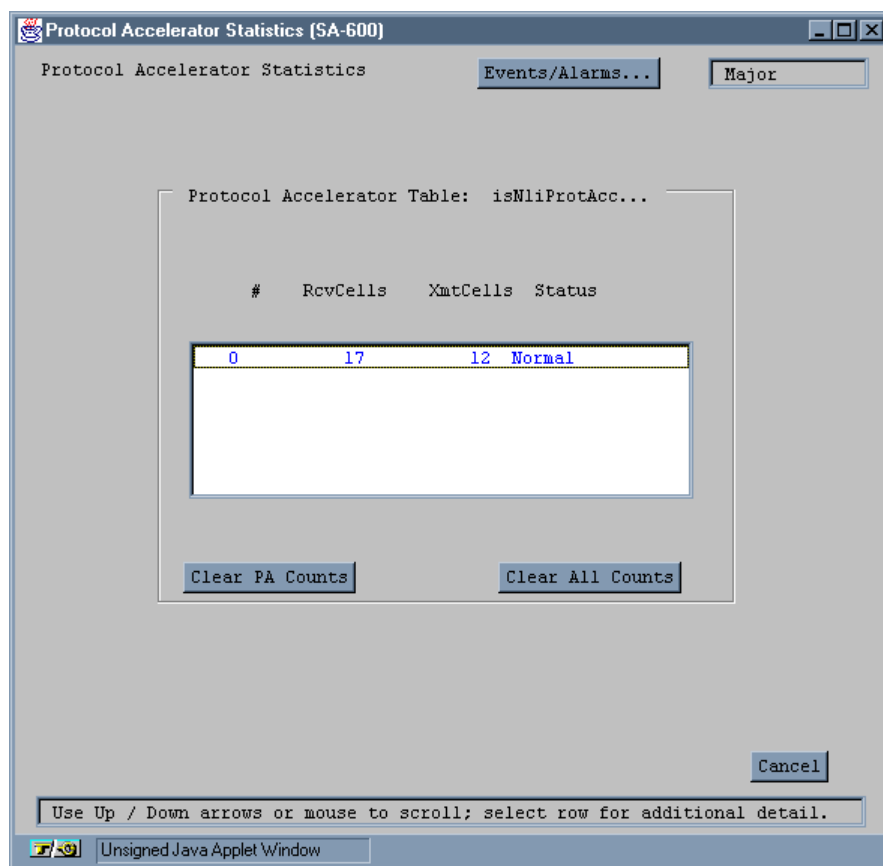 Protocol Accelerator Statistics (SA-600)
Protocol Accelerator Statistics Events/Alarms... Major
Protocol Accelerator Table: isNliProtAcc...
# RcvCells XmtCells Status
0 17 12 Normal
Clear PA Counts Clear All Counts
Cancel
Use Up / Down arrows or mouse to scroll; select row for additional detail.
Unsigned Java Applet Window